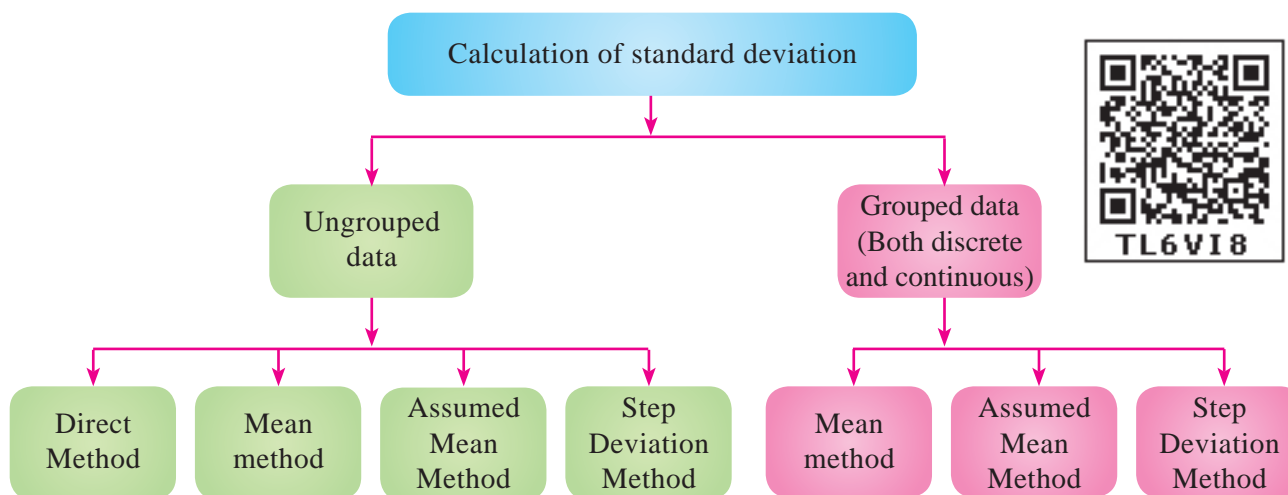 Calculation of standard deviation
TL6VI8
Ungrouped
data
Grouped data
(Both discrete
and continuous)
Direct
Method
Mean
method
Assumed
Mean
Method
Step
Deviation
Method
Mean
method
Assumed
Mean
Method
Step
Deviation
Method